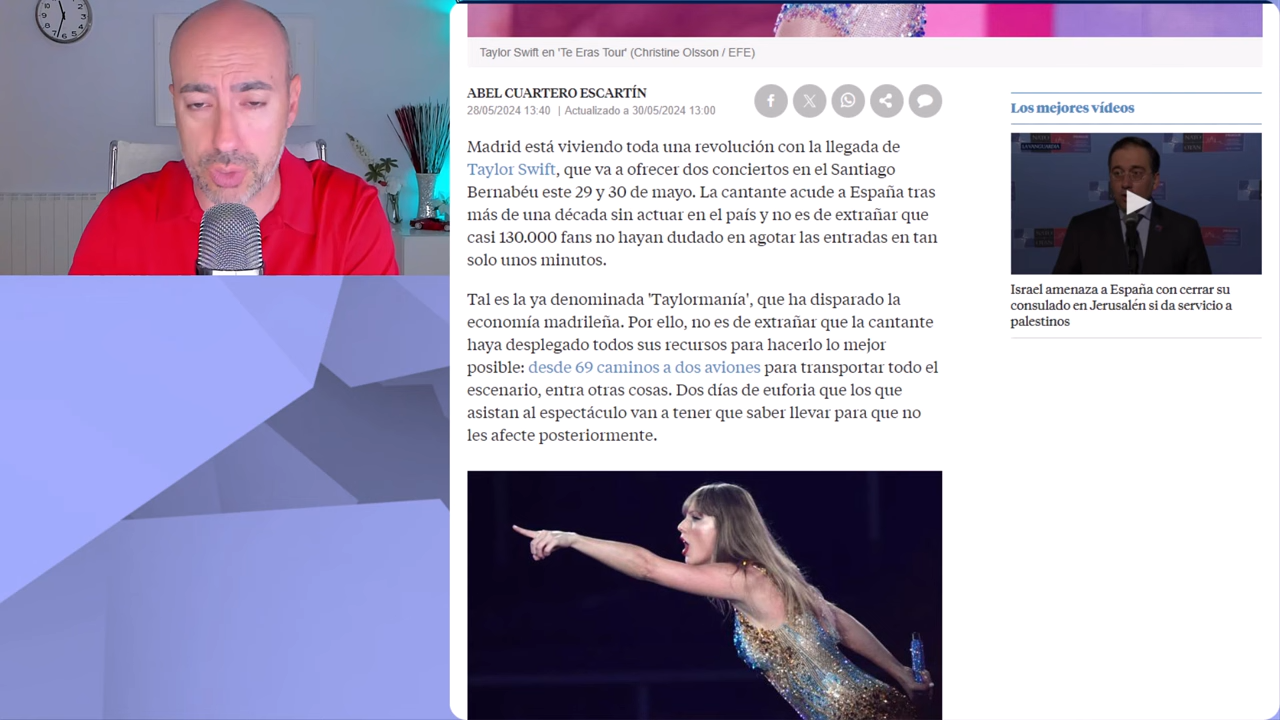 Taylor Swift en 'Te Eras Tour' (Christine Olsson / EFE)
ABEL CUARTERO ESCARTÍN
28/05/2024 13:40 | Actualizado a 30/05/2024 13:00
Madrid está viviendo toda una revolución con la llegada de
Taylor Swift, que va a ofrecer dos conciertos en el Santiago
Bernabéu este 29 y 30 de mayo. La cantante acude a España tras
más de una década sin actuar en el país y no es de extrañar que
casi 130.000 fans no hayan dudado en agotar las entradas en tan
solo unos minutos.
Tal es la ya denominada 'Taylormanía', que ha disparado la
economía madrileña. Por ello, no es de extrañar que la cantante
haya desplegado todos sus recursos para hacerlo lo mejor
posible: desde 69 caminos a dos aviones para transportar todo el
escenario, entra otras cosas. Dos días de euforia que los que
asistan al espectáculo van a tener que saber llevar para que no
les afecte posteriormente.
Los mejores vídeos
Israel amenaza a España con cerrar su
consulado en Jerusalén si da servicio a
palestinos